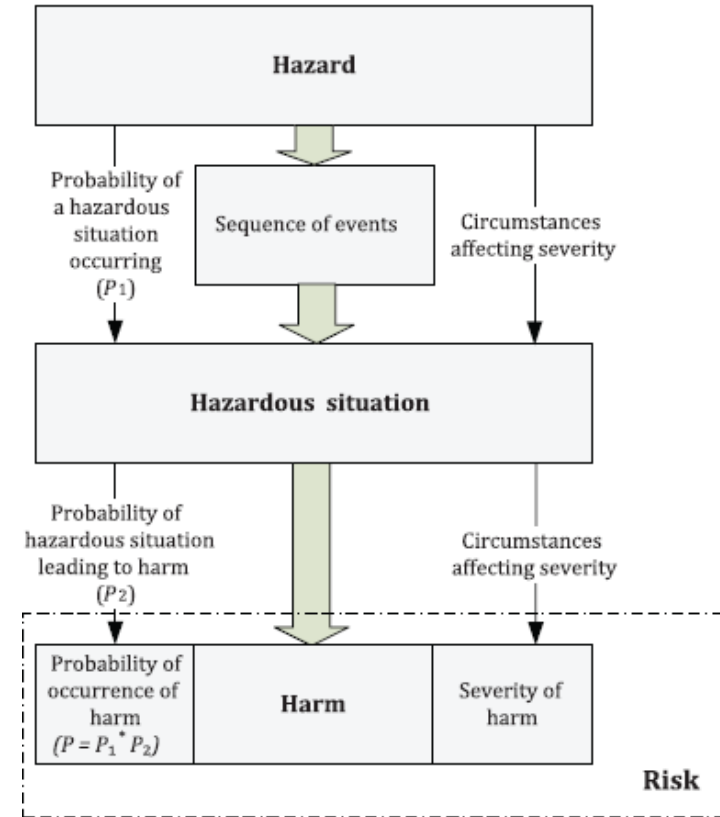 Hazard
Probability of
a hazardous
situation
occurring
(P1)
Sequence of events
Circumstances
affecting severity
Hazardous situation
Probability of
hazardous situation
leading to harm
(P2)
Circumstances
affecting severity
Probability of
occurrence of
harm
(P = P1* P2)
Harm
Severity of
harm
Risk